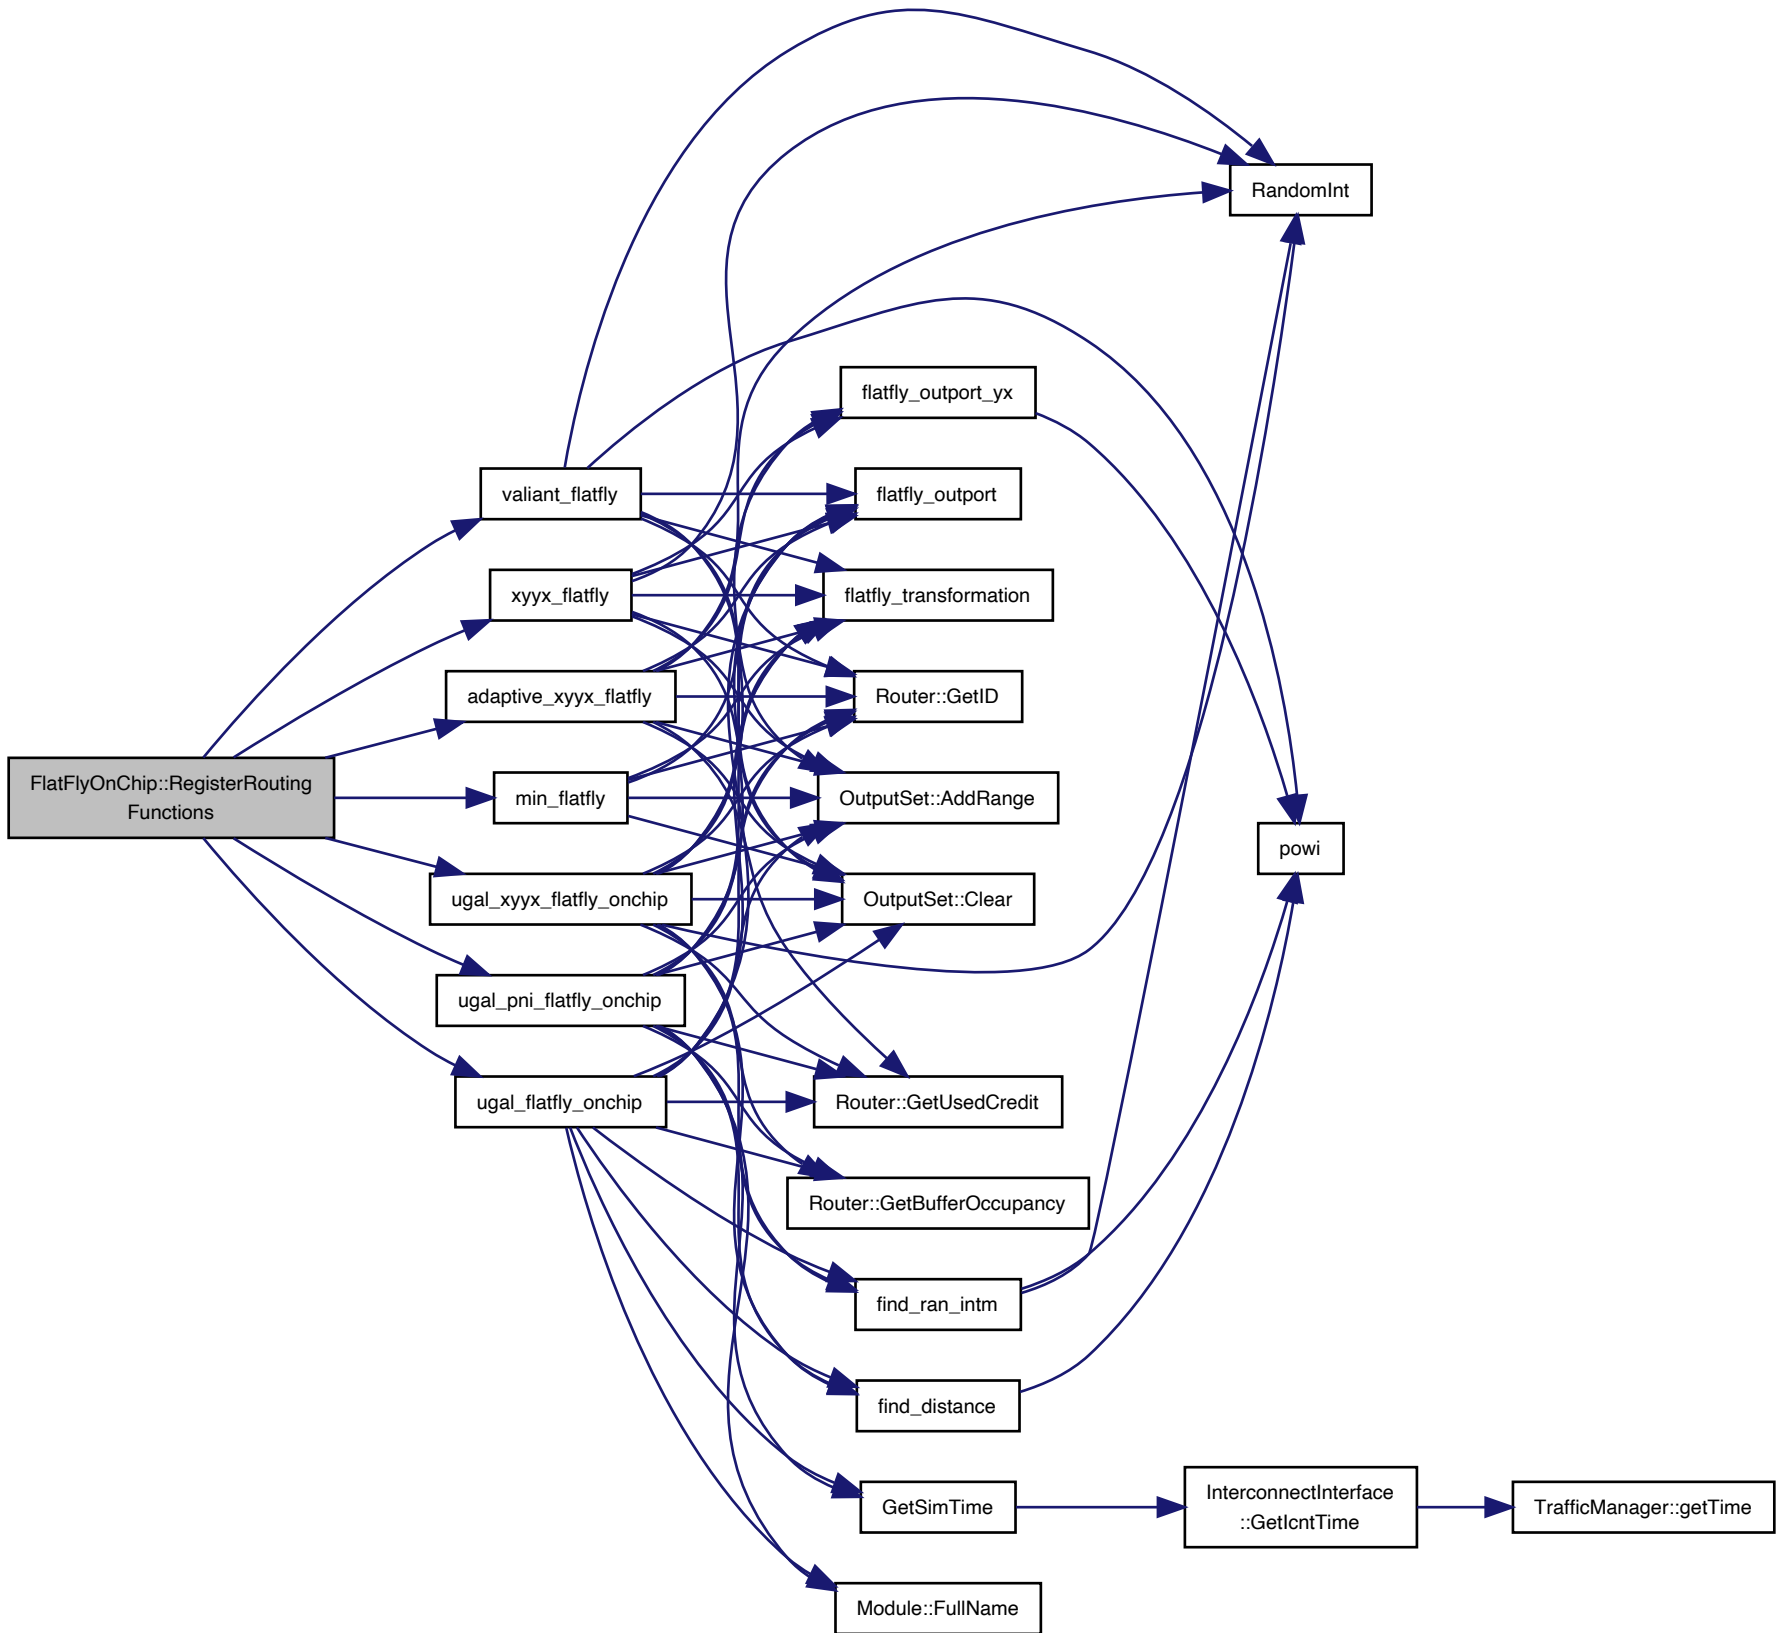 RandomInt
flatfly_outport_yx
valiant_flatfly
flatfly_outport
xyyx_flatfly
flatfly_transformation
adaptive_xyyx_flatfly
Router::GetID
FlatFlyOnChip::RegisterRouting
Functions
min_flatfly
OutputSet::AddRange
powi
ugal_xyyx_flatfly_onchip
OutputSet::Clear
ugal_pni_flatfly_onchip
ugal_flatfly_onchip
Router::GetUsedCredit
Router::GetBufferOccupancy
find_ran_intm
find_distance
GetSimTime
InterconnectInterface
::GetIcntTime
TrafficManager::getTime
Module::FullName